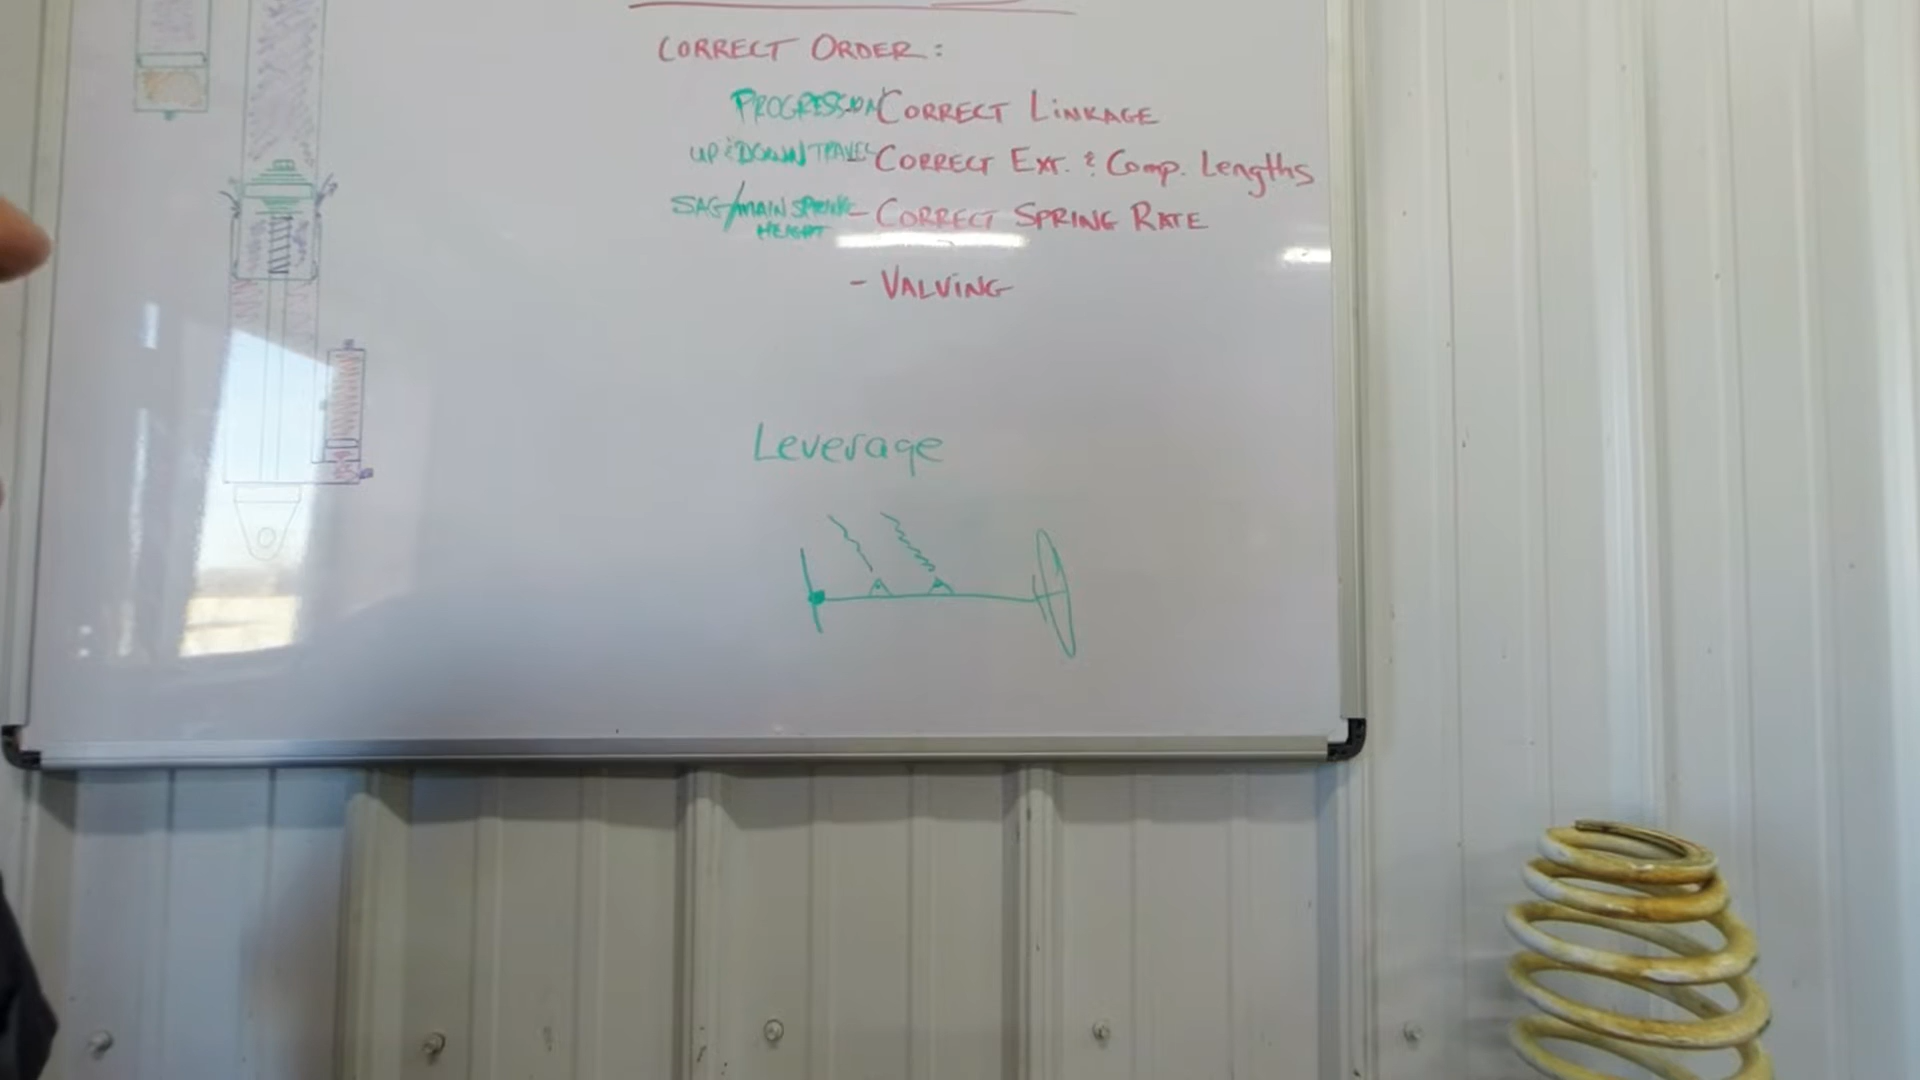 CORRECT ORDER:
PROGRESSION CORRECT LINKAGE
UP & DOWN TRAVEL CORRECT EXT. & COMP. LENGTHS
SAG/MAIN SPRING - CORRECT SPRING RATE
HEIGHT
- VALVING
Leverage